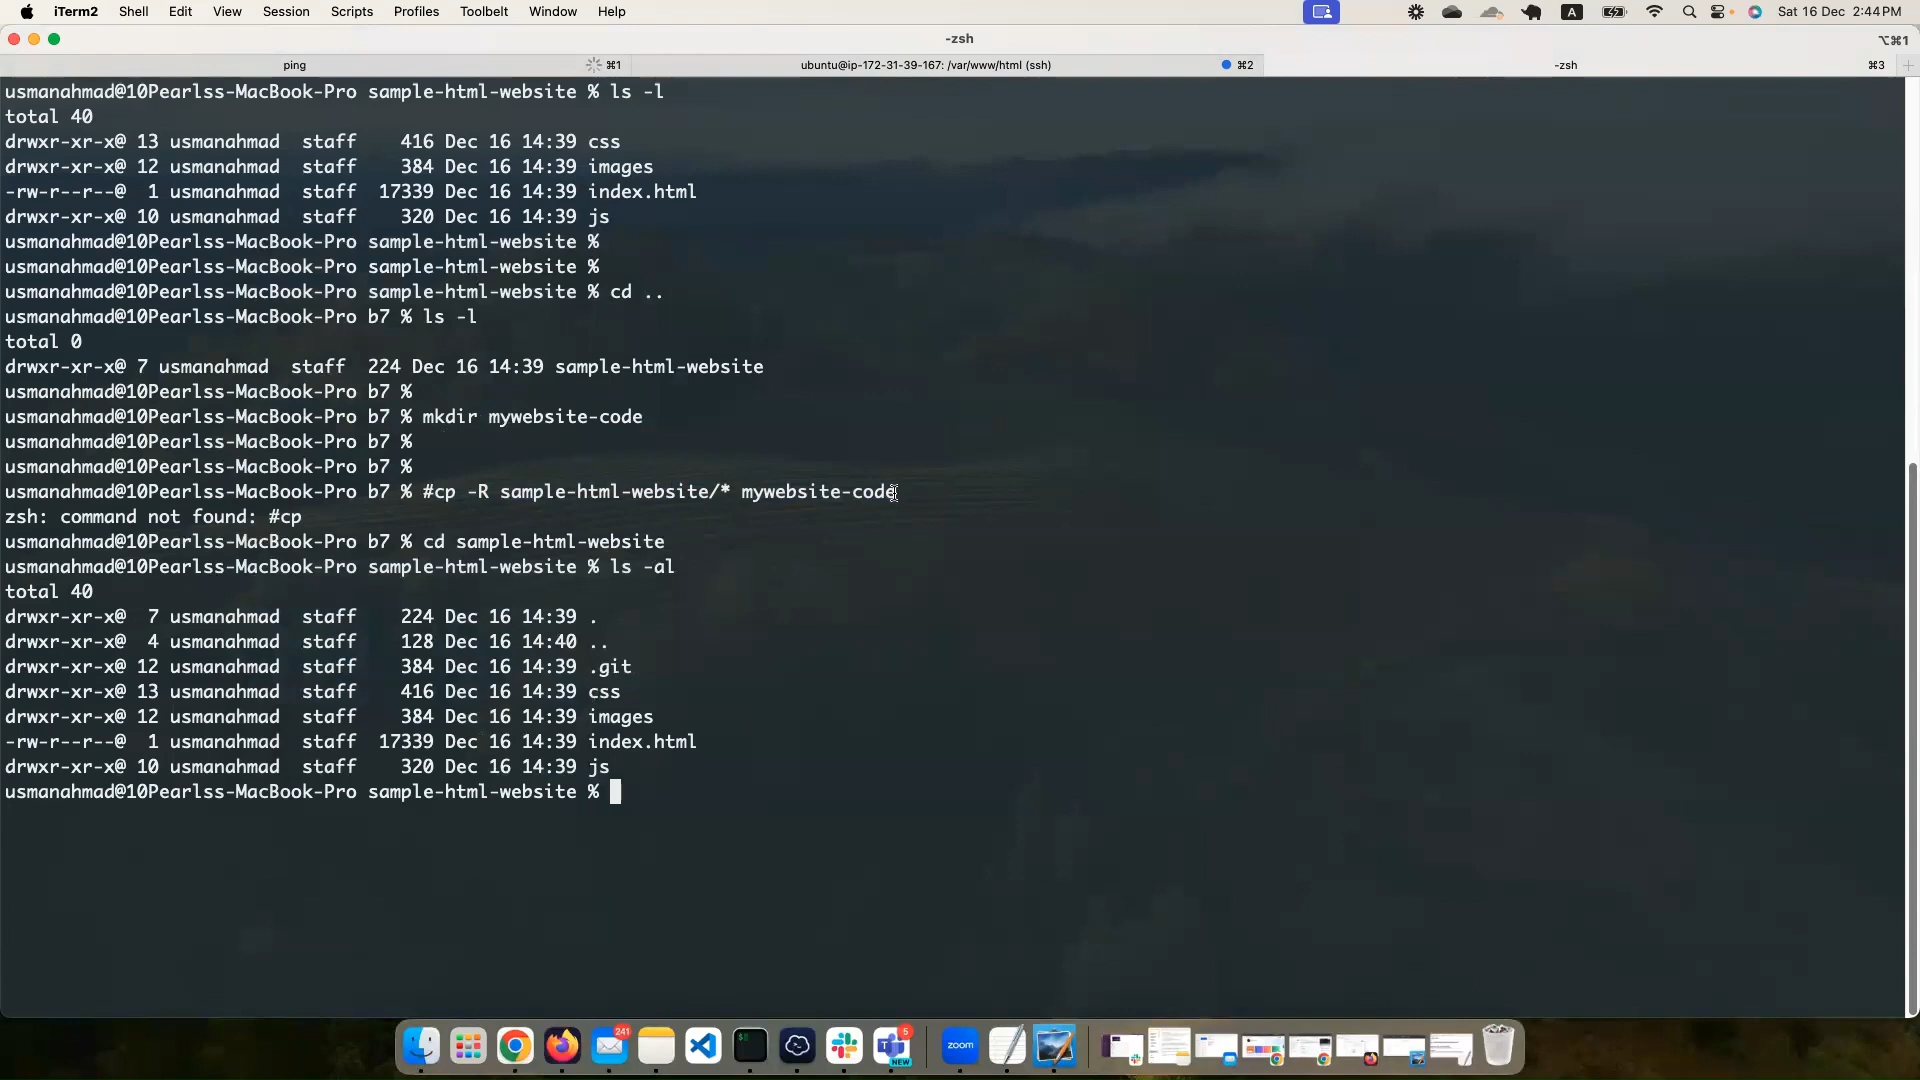 iTerm2 Shell Edit View Session Scripts Profiles Toolbelt Window Help A Sat 16 Dec 2:44 PM
-zsh ⌥⌘1
ping ⌘1 ubuntu@ip-172-31-39-167: /var/www/html (ssh) ⌘2 -zsh ⌘3
usmanahmad@10Pearlss-MacBook-Pro sample-html-website % ls -l
total 40
drwxr-xr-x@ 13 usmanahmad  staff    416 Dec 16 14:39 css
drwxr-xr-x@ 12 usmanahmad  staff    384 Dec 16 14:39 images
-rw-r--r--@  1 usmanahmad  staff  17339 Dec 16 14:39 index.html
drwxr-xr-x@ 10 usmanahmad  staff    320 Dec 16 14:39 js
usmanahmad@10Pearlss-MacBook-Pro sample-html-website %
usmanahmad@10Pearlss-MacBook-Pro sample-html-website %
usmanahmad@10Pearlss-MacBook-Pro sample-html-website % cd ..
usmanahmad@10Pearlss-MacBook-Pro b7 % ls -l
total 0
drwxr-xr-x@ 7 usmanahmad  staff  224 Dec 16 14:39 sample-html-website
usmanahmad@10Pearlss-MacBook-Pro b7 %
usmanahmad@10Pearlss-MacBook-Pro b7 % mkdir mywebsite-code
usmanahmad@10Pearlss-MacBook-Pro b7 %
usmanahmad@10Pearlss-MacBook-Pro b7 %
usmanahmad@10Pearlss-MacBook-Pro b7 % #cp -R sample-html-website/* mywebsite-code
zsh: command not found: #cp
usmanahmad@10Pearlss-MacBook-Pro b7 % cd sample-html-website
usmanahmad@10Pearlss-MacBook-Pro sample-html-website % ls -al
total 40
drwxr-xr-x@  7 usmanahmad  staff    224 Dec 16 14:39 .
drwxr-xr-x@  4 usmanahmad  staff    128 Dec 16 14:40 ..
drwxr-xr-x@ 12 usmanahmad  staff    384 Dec 16 14:39 .git
drwxr-xr-x@ 13 usmanahmad  staff    416 Dec 16 14:39 css
drwxr-xr-x@ 12 usmanahmad  staff    384 Dec 16 14:39 images
-rw-r--r--@  1 usmanahmad  staff  17339 Dec 16 14:39 index.html
drwxr-xr-x@ 10 usmanahmad  staff    320 Dec 16 14:39 js
usmanahmad@10Pearlss-MacBook-Pro sample-html-website %
241 5
zoom
NEW